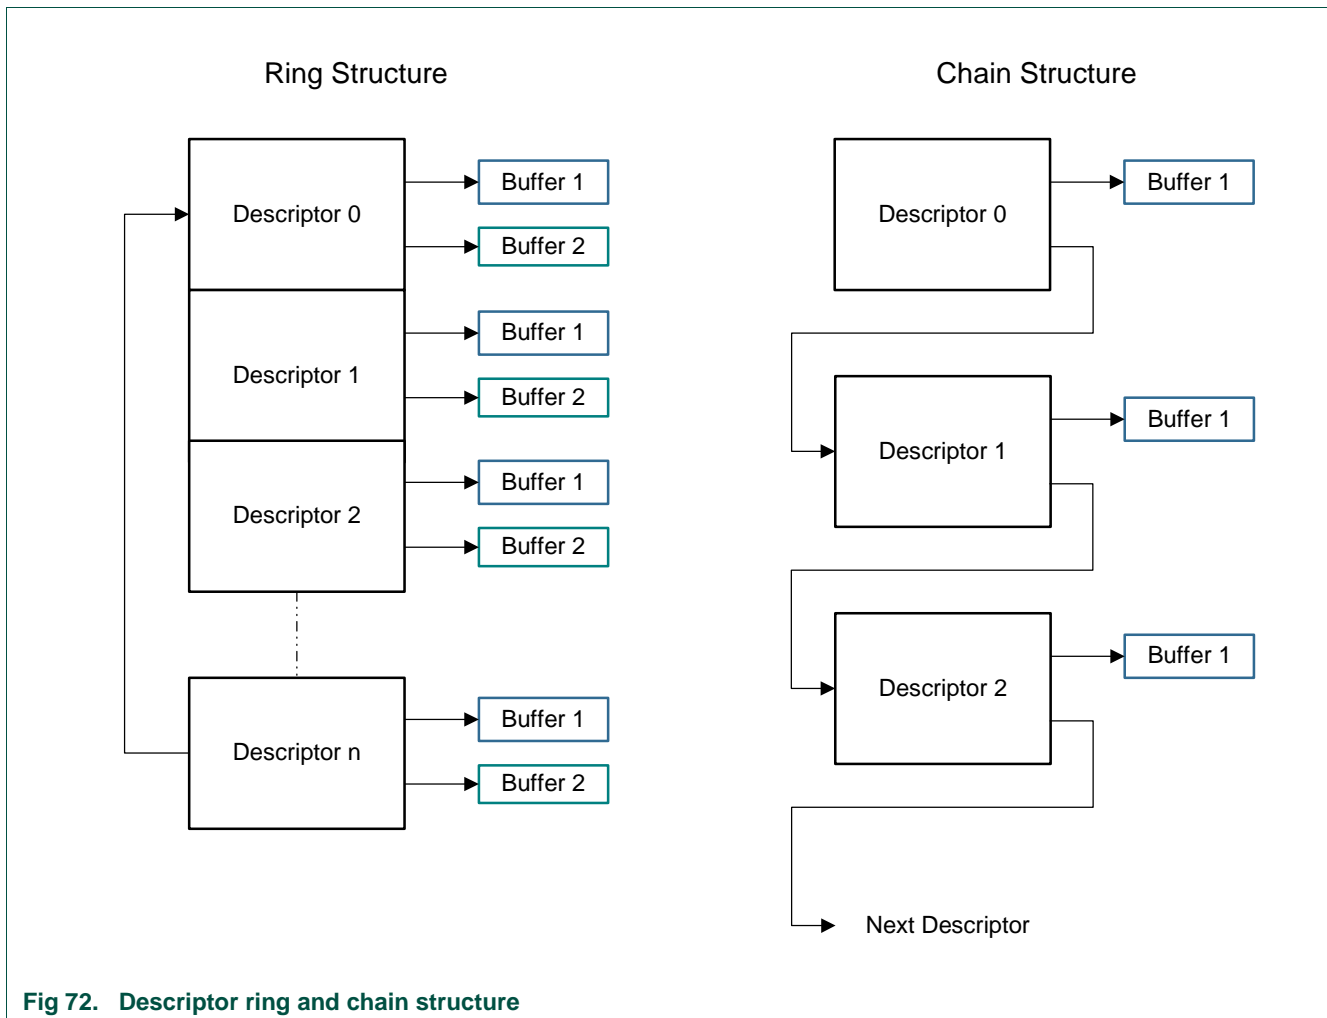 Ring Structure
Descriptor 0
Buffer 1
Buffer 2
Descriptor 1
Buffer 1
Buffer 2
Descriptor 2
Buffer 1
Buffer 2
Descriptor n
Buffer 1
Buffer 2
Chain Structure
Descriptor 0
Buffer 1
Descriptor 1
Buffer 1
Descriptor 2
Buffer 1
Next Descriptor
Fig 72. Descriptor ring and chain structure